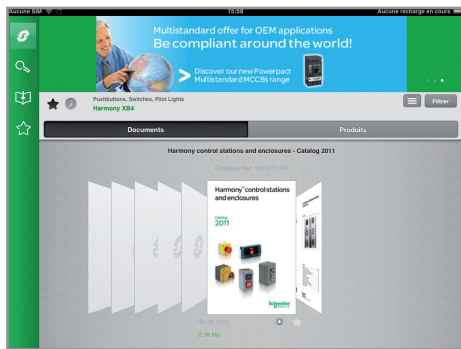 Aucune SIM
15:58
Aucune recharge en cours
Multistandard offer for OEM applications
Be compliant around the world!
Discover our new Powerpact
Multistandard MCCBs range
Pushbuttons, Switches, Pilot Lights
Harmony XB4
Filtrer
Documents
Produits
Harmony control stations and enclosures - Catalog 2011
Harmony™ control stations
and enclosures
Catalog
2011
Schneider
Electric
2.16 Mo